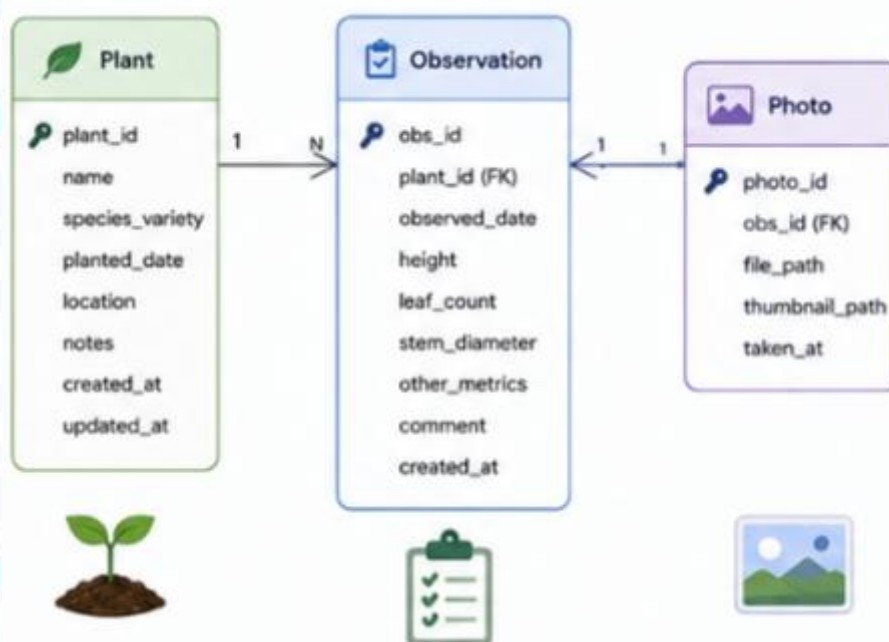 Plant
plant_id
name
species_variety
planted_date
location
notes
created_at
updated_at
1
N
Observation
obs_id
plant_id (FK)
observed_date
height
leaf_count
stem_diameter
other_metrics
comment
created_at
1
1
Photo
photo_id
obs_id (FK)
file_path
thumbnail_path
taken_at